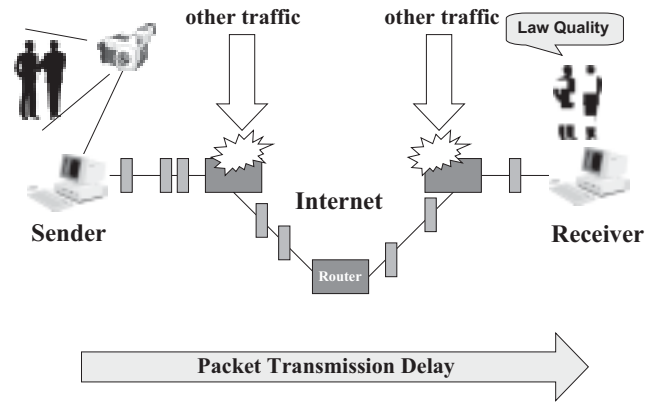 other traffic
other traffic
Law Quality
Internet
Sender
Receiver
Router
Packet Transmission Delay